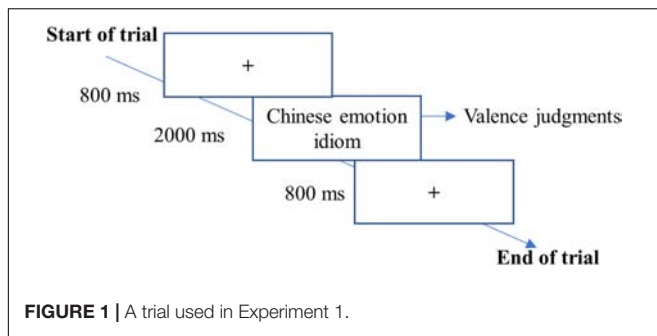 Start of trial
+
800 ms
Chinese emotion
idiom
Valence judgments
2000 ms
800 ms
+
End of trial
FIGURE 1 | A trial used in Experiment 1.